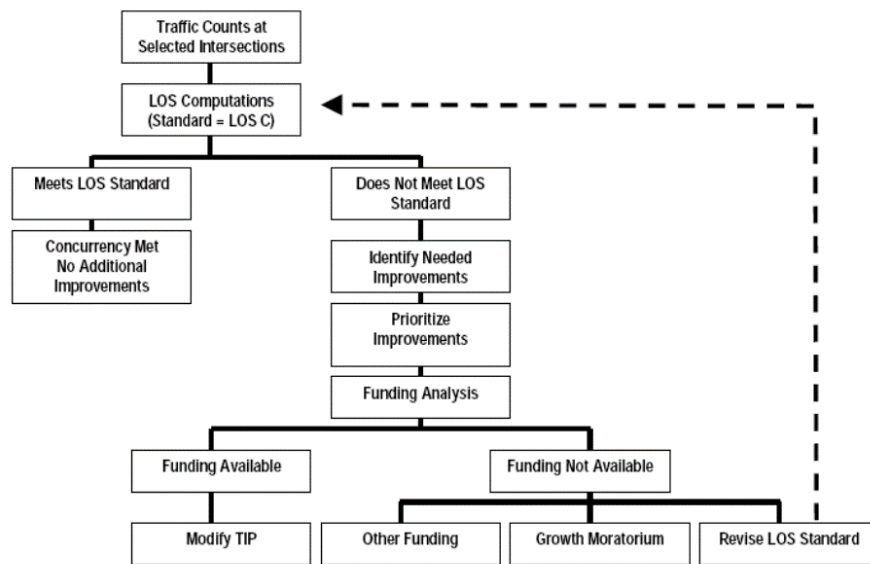 Traffic Counts at
Selected Intersections
LOS Computations
(Standard = LOS C)
Meets LOS Standard
Does Not Meet LOS
Standard
Concurrency Met
No Additional
Improvements
Identify Needed
Improvements
Prioritize
Improvements
Funding Analysis
Funding Available
Funding Not Available
Modify TIP
Other Funding
Growth Moratorium
Revise LOS Standard